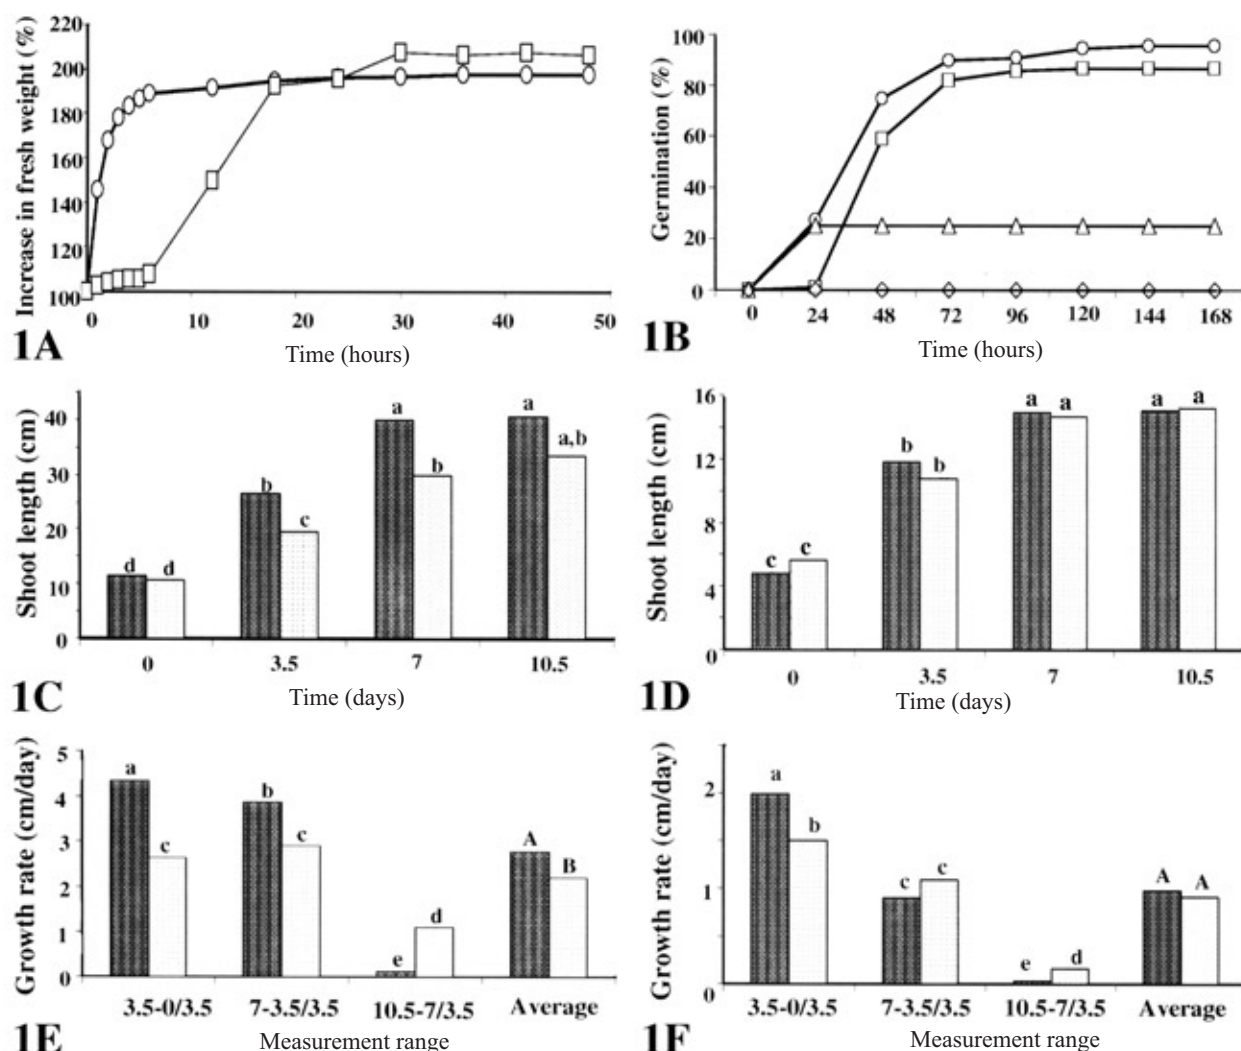 220
200
180
160
140
120
100
Increase in fresh weight (%)
0 10 20 30 40 50
Time (hours)
1A
100
80
60
40
20
0
Germination (%)
0 24 48 72 96 120 144 168
Time (hours)
1B
40
30
20
10
0
Shoot length (cm)
d d b c a b a a,b
0 3.5 7 10.5
Time (days)
1C
16
12
8
4
0
Shoot length (cm)
c c b b a a a a
0 3.5 7 10.5
Time (days)
1D
5
4
3
2
1
0
Growth rate (cm/day)
a c b c e d A B
3.5-0/3.5 7-3.5/3.5 10.5-7/3.5 Average
Measurement range
1E
2
1
0
Growth rate (cm/day)
a b c c e d A A
3.5-0/3.5 7-3.5/3.5 10.5-7/3.5 Average
Measurement range
1F